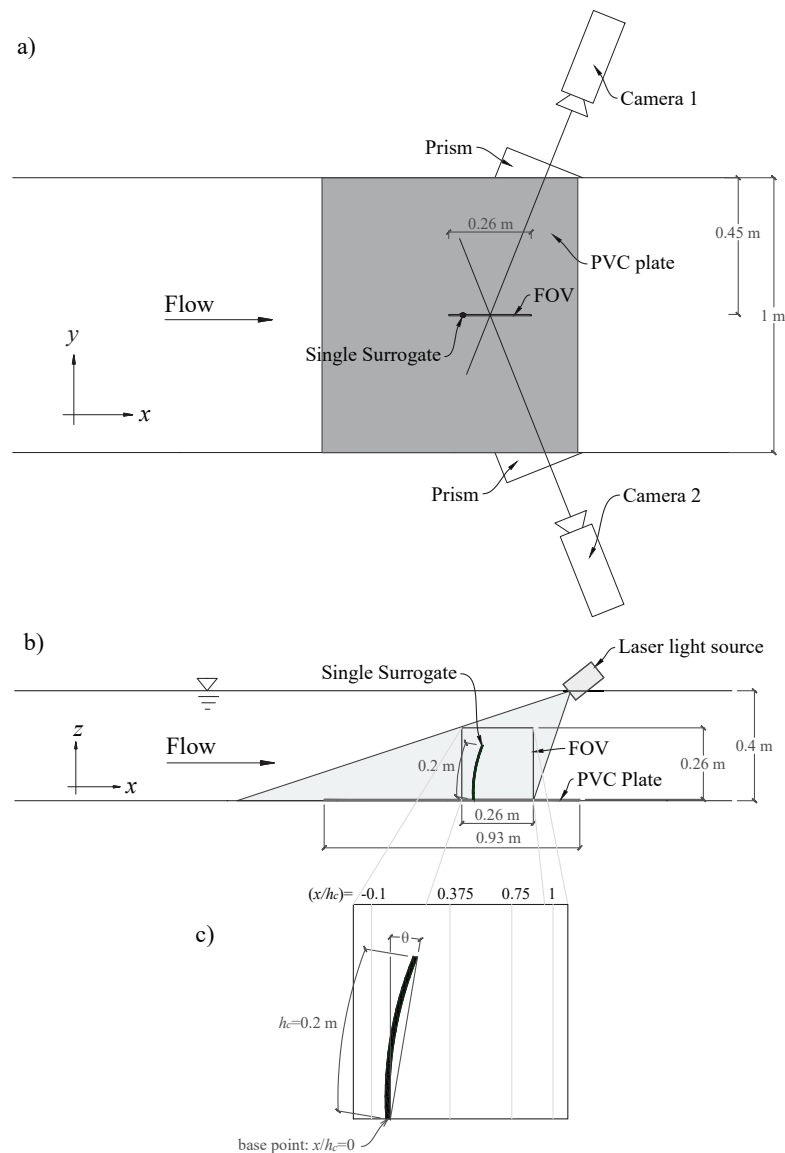 a)
Camera 1
Prism
0.26 m
0.45 m
PVC plate
Flow
FOV
1 m
Single Surrogate
y
x
Prism
Camera 2
b)
Laser light source
Single Surrogate
z
Flow
FOV
0.4 m
0.2 m
0.26 m
x
PVC Plate
0.26 m
0.93 m
(x/hc)= -0.1 0.375 0.75 1
c)
θ
hc=0.2 m
base point: x/hc=0